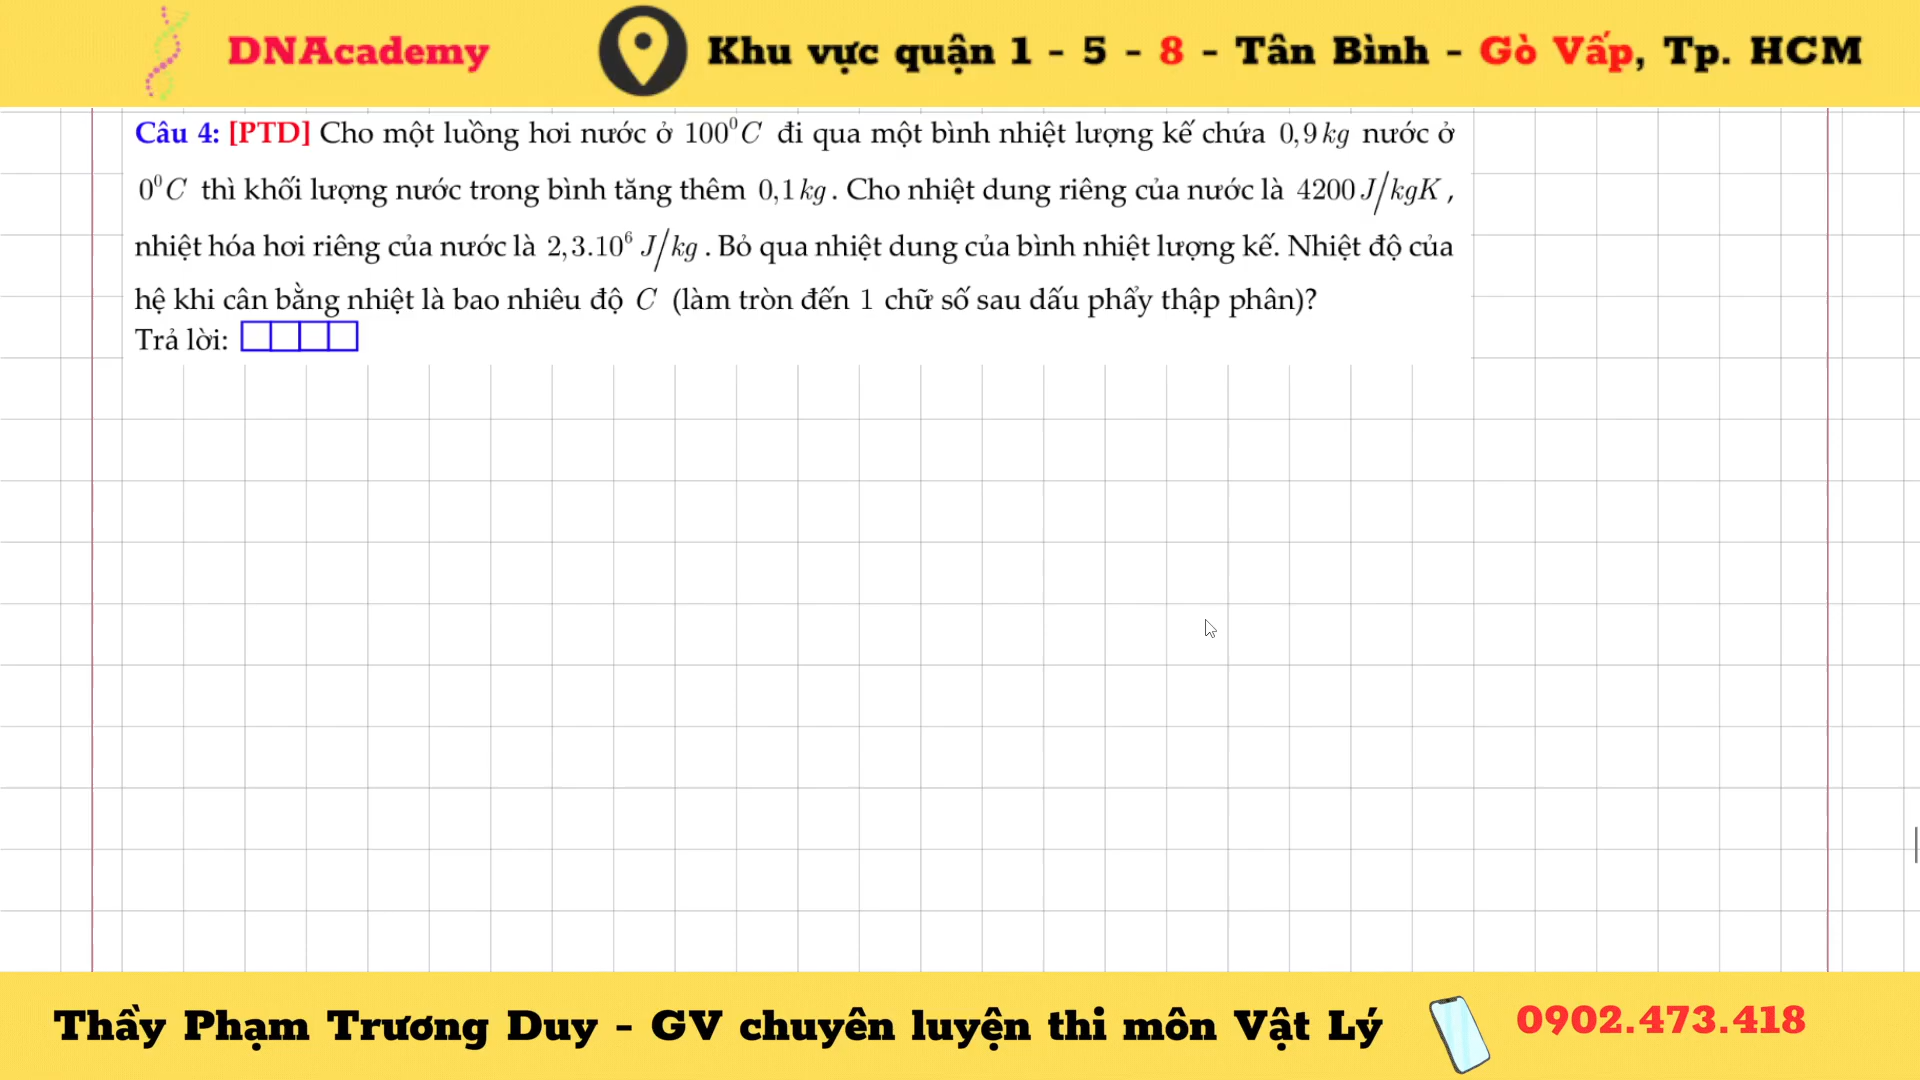 DNAcademy
Khu vực quận 1 - 5 - 8 - Tân Bình - Gò Vấp, Tp. HCM
Câu 4: [PTD] Cho một luồng hơi nước ở 100⁰C đi qua một bình nhiệt lượng kế chứa 0,9kg nước ở
0⁰C thì khối lượng nước trong bình tăng thêm 0,1kg. Cho nhiệt dung riêng của nước là 4200J/kgK,
nhiệt hóa hơi riêng của nước là 2,3.10⁶ J/kg. Bỏ qua nhiệt dung của bình nhiệt lượng kế. Nhiệt độ của
hệ khi cân bằng nhiệt là bao nhiêu độ C (làm tròn đến 1 chữ số sau dấu phẩy thập phân)?
Trả lời:
Thầy Phạm Trương Duy - GV chuyên luyện thi môn Vật Lý
0902.473.418